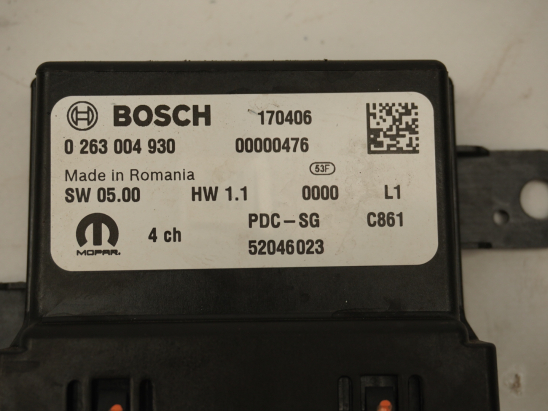 BOSCH 170406
0 263 004 930 00000476
Made in Romania 53F
SW 05.00 HW 1.1 0000 L1
PDC-SG C861
4 ch
MOPAR. 52046023